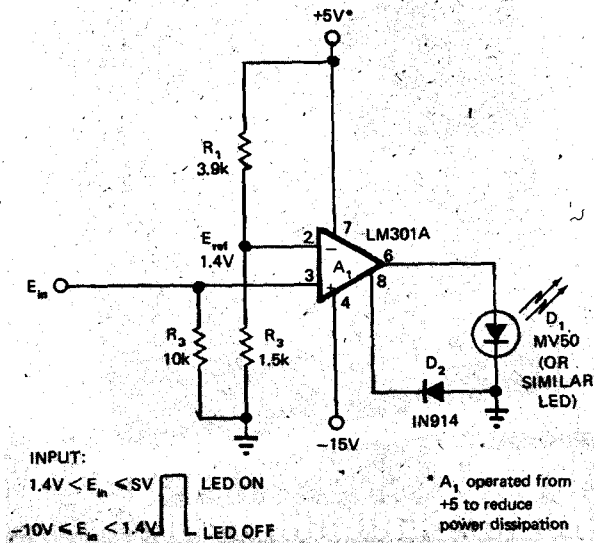 +5V*
R1
3.9k
Eref
1.4V
2
7
LM301A
6
3
A1
8
4
Ein
R3
10k
R3
1.5k
D1
MV50
(OR
SIMILAR
LED)
D2
IN914
-15V
INPUT:
1.4V < Ein ≤ 5V LED ON
-10V ≤ Ein < 1.4V LED OFF
* A1 operated from
+5 to reduce
power dissipation